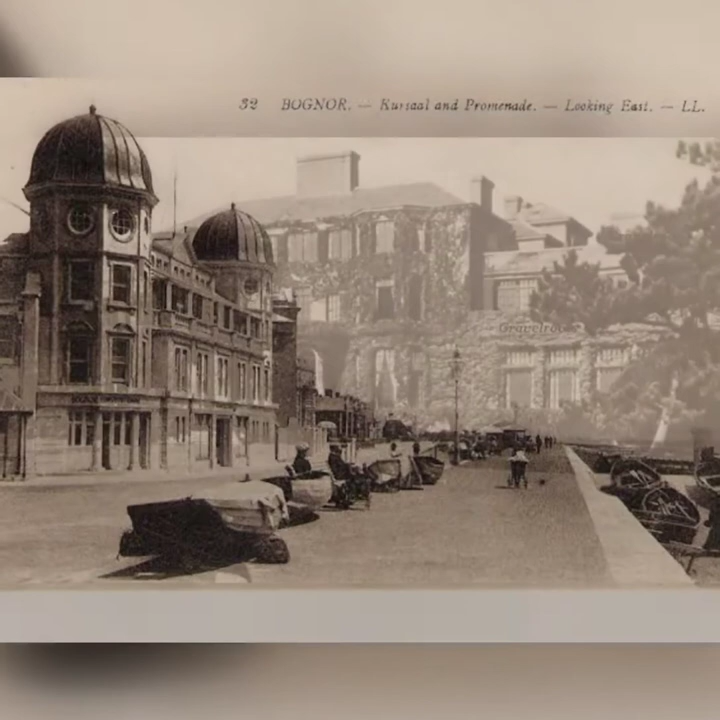 32 BOGNOR. — Kursaal and Promenade. — Looking East. — LL.